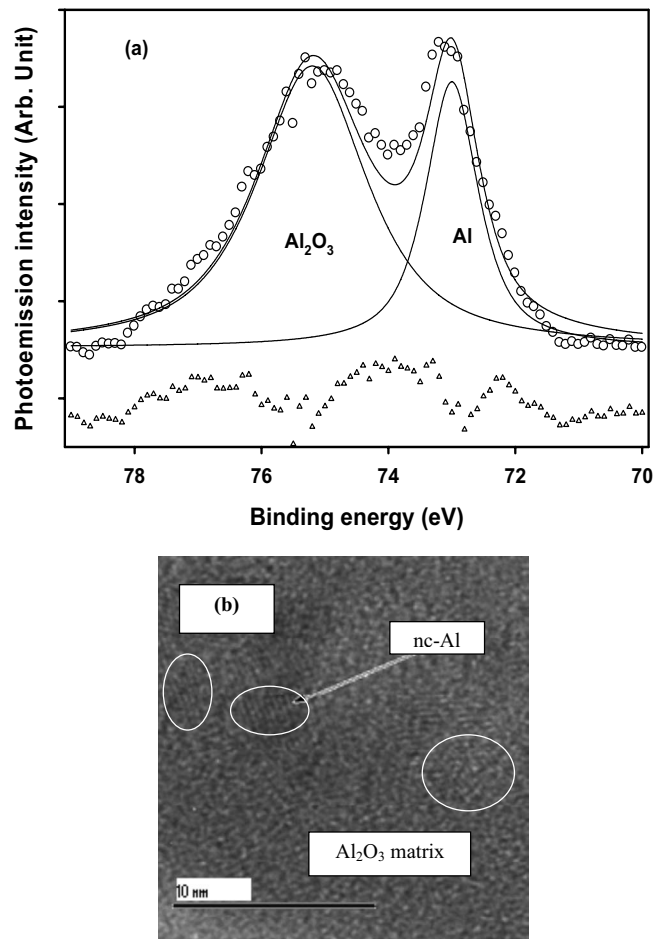 (a)
Photoemission intensity (Arb. Unit)
Al₂O₃
Al
78 76 74 72 70
Binding energy (eV)
(b)
nc-Al
Al₂O₃ matrix
10 nm